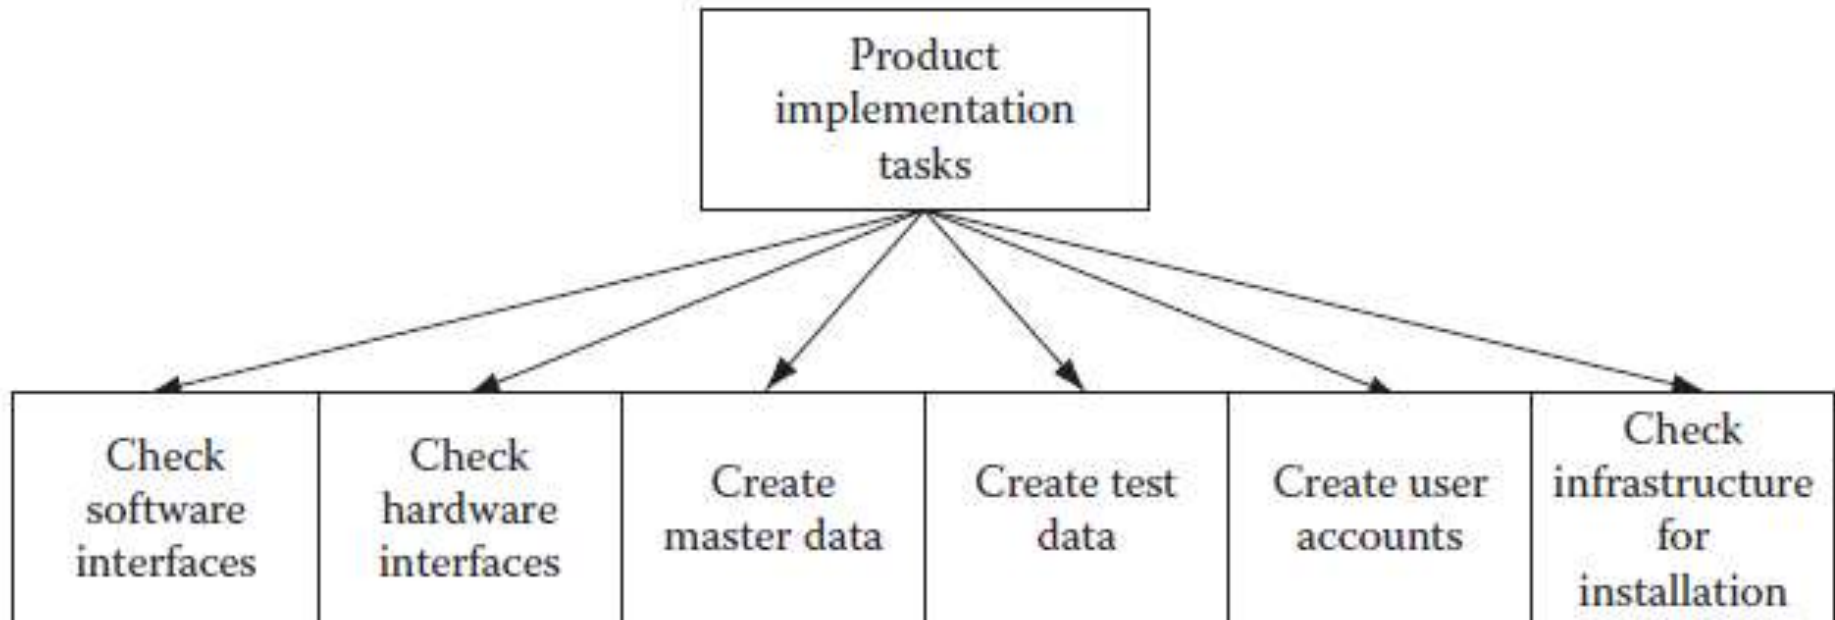 Product
implementation
tasks
Check
software
interfaces
Check
hardware
interfaces
Create
master data
Create test
data
Create user
accounts
Check
infrastructure
for
installation